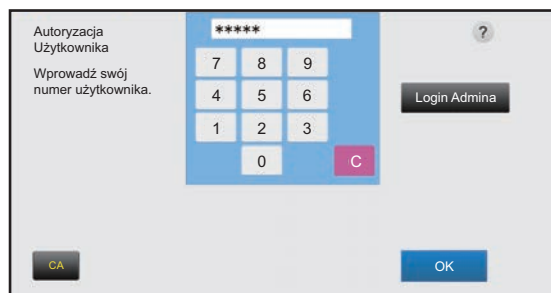 Autoryzacja
Użytkownika
Wprowadź swój
numer użytkownika.
*****
7 8 9
4 5 6
1 2 3
0 C
?
Login Admina
CA
OK